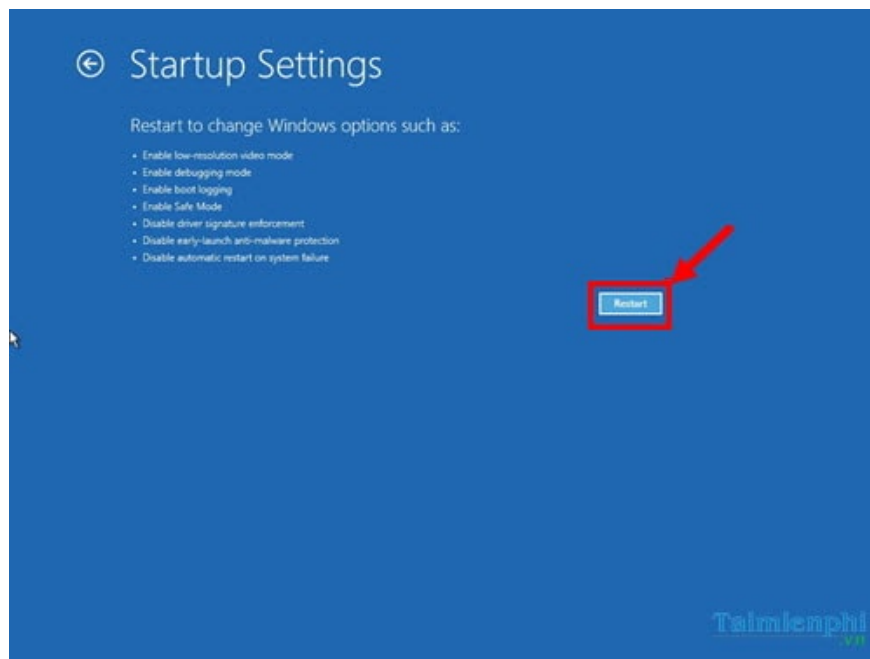 Startup Settings
Restart to change Windows options such as:
• Enable low-resolution video mode
• Enable debugging mode
• Enable boot logging
• Enable Safe Mode
• Disable driver signature enforcement
• Disable early-launch anti-malware protection
• Disable automatic restart on system failure
Restart
Taimienphi
.vn